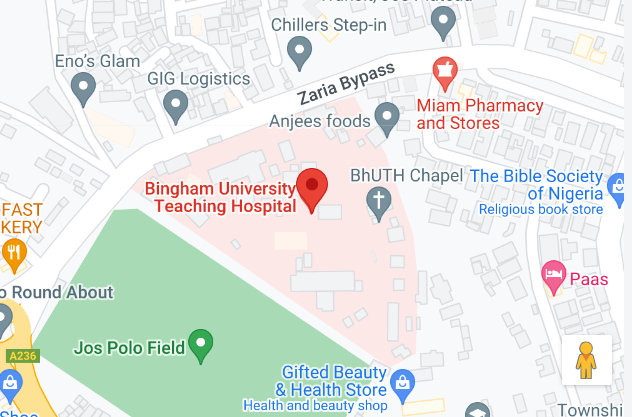 Chillers Step-in
Eno's Glam
GIG Logistics
Zaria Bypass
Miam Pharmacy
and Stores
Anjees foods
BhUTH Chapel
The Bible Society
of Nigeria
Religious book store
Bingham University
Teaching Hospital
FAST
KERY
Paas
Round About
A236
Jos Polo Field
Gifted Beauty
& Health Store
Health and beauty shop
Township